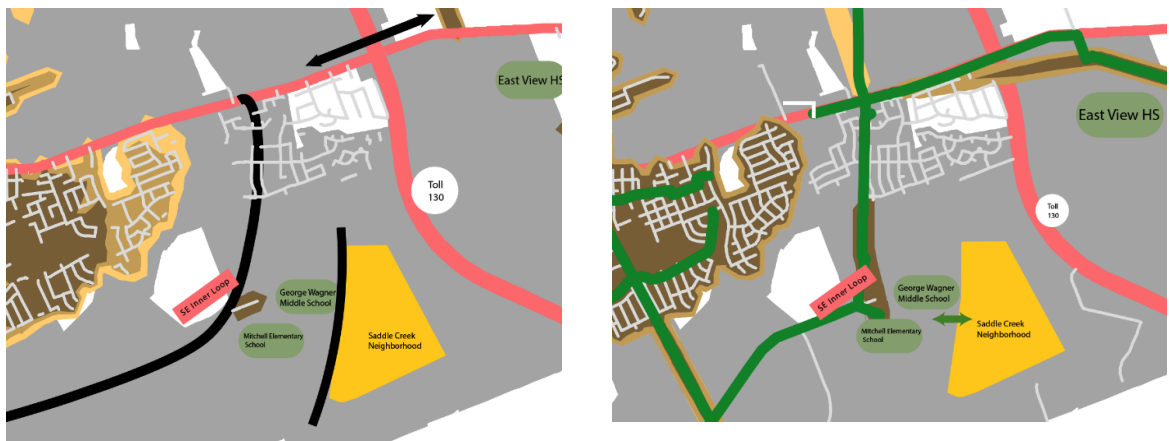 East View HS
Toll
130
SE Inner Loop
George Wagner
Middle School
Mitchell Elementary
School
Saddle Creek
Neighborhood
East View HS
Toll
130
SE Inner Loop
George Wagner
Middle School
Mitchell Elementary
School
Saddle Creek
Neighborhood